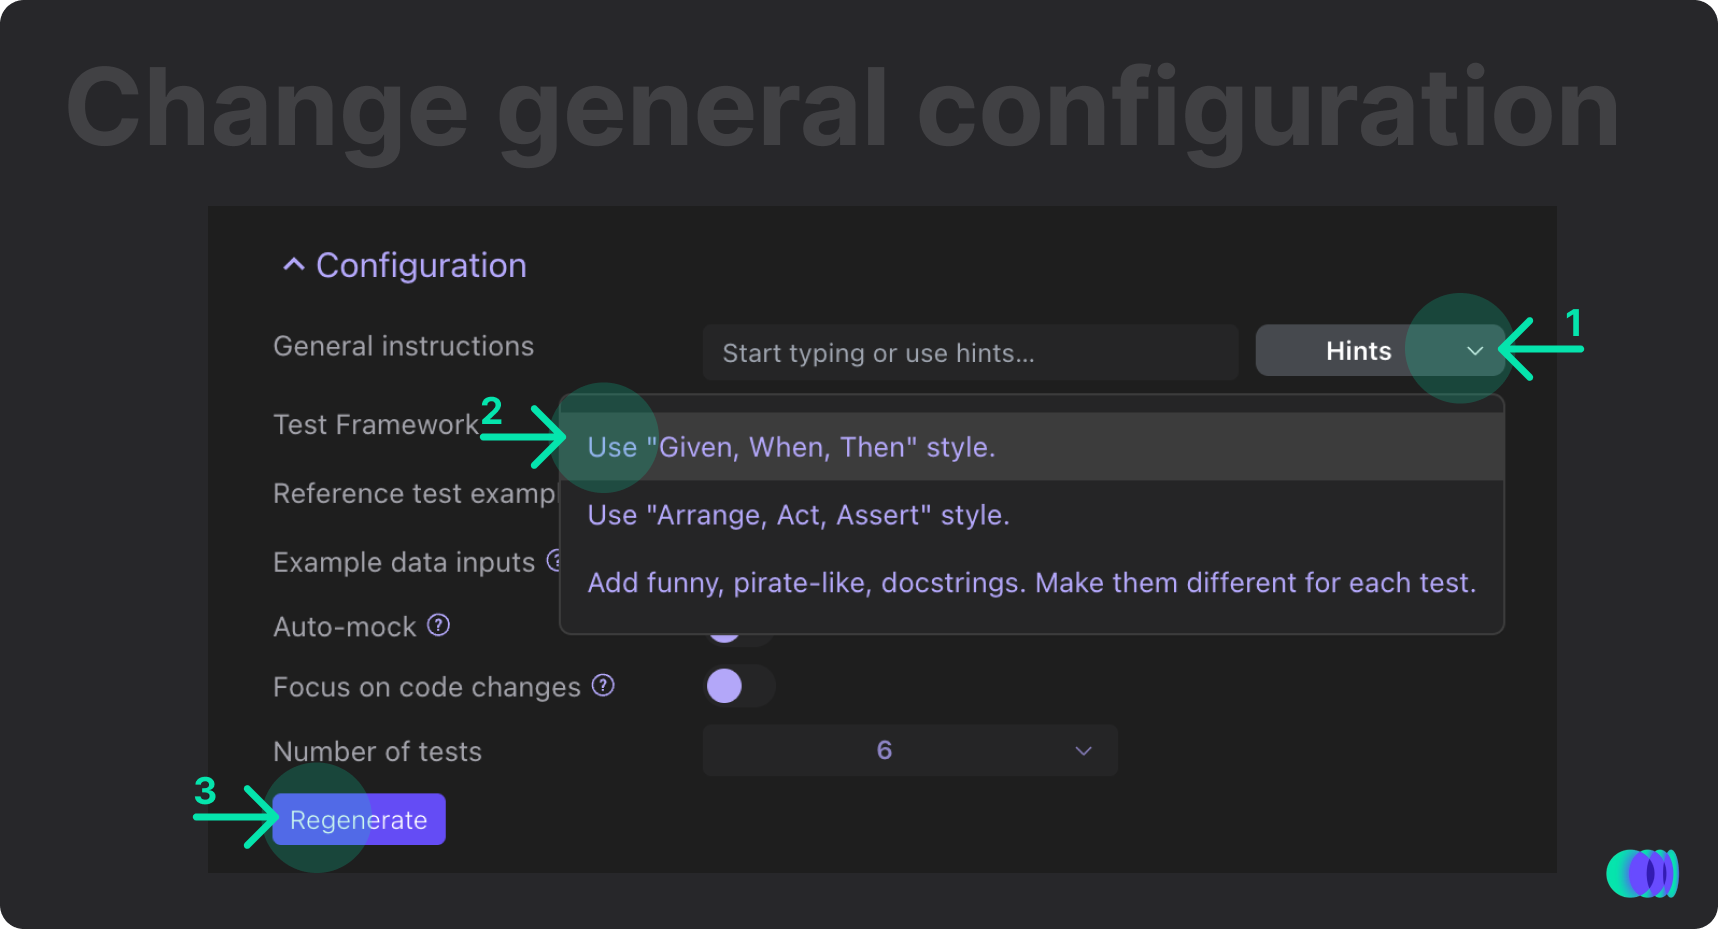 Change general configuration
Configuration
General instructions
Start typing or use hints...
Hints
1
Test Framework
2
Use "Given, When, Then" style.
Reference test examp
Use "Arrange, Act, Assert" style.
Example data inputs ?
Add funny, pirate-like, docstrings. Make them different for each test.
Auto-mock ?
Focus on code changes ?
Number of tests
6
3
Regenerate